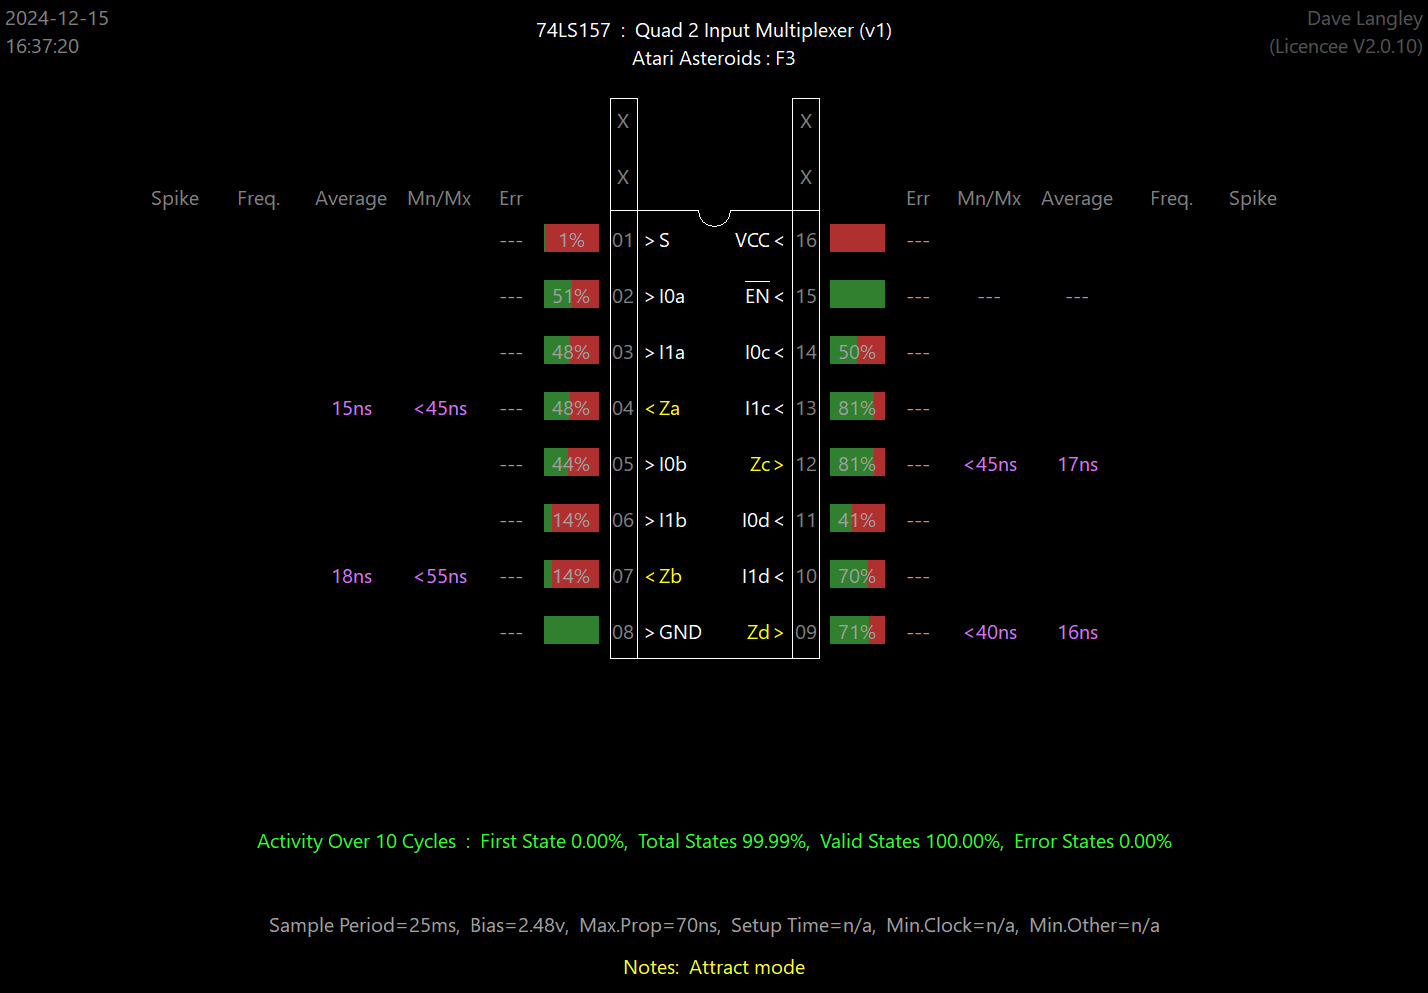 2024-12-15 74LS157 : Quad 2 Input Multiplexer (v1) Dave Langley
16:37:20 Atari Asteroids : F3 (Licencee V2.0.10)
X X
X X
Spike Freq. Average Mn/Mx Err Err Mn/Mx Average Freq. Spike
--- 1% 01 >S VCC< 16 ---
--- 51% 02 >I0a EN< 15 --- --- ---
--- 48% 03 >I1a I0c< 14 50% ---
15ns <45ns --- 48% 04 <Za I1c< 13 81% ---
--- 44% 05 >I0b Zc> 12 81% --- <45ns 17ns
--- 14% 06 >I1b I0d< 11 41% ---
18ns <55ns --- 14% 07 <Zb I1d< 10 70% ---
--- 08 >GND Zd> 09 71% --- <40ns 16ns
Activity Over 10 Cycles : First State 0.00%, Total States 99.99%, Valid States 100.00%, Error States 0.00%
Sample Period=25ms, Bias=2.48v, Max.Prop=70ns, Setup Time=n/a, Min.Clock=n/a, Min.Other=n/a
Notes: Attract mode